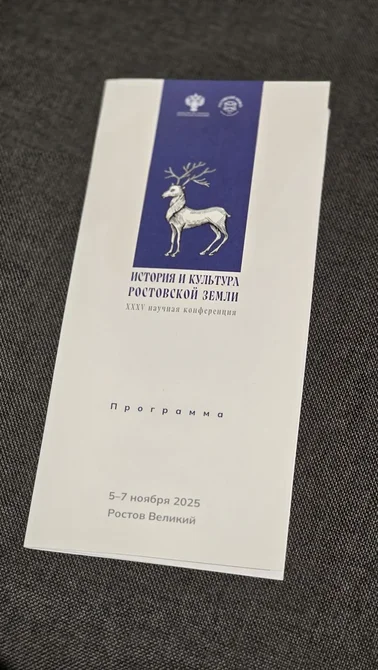 ИСТОРИЯ И КУЛЬТУРА
РОСТОВСКОЙ ЗЕМЛИ
XXXV научная конференция
Программа
5–7 ноября 2025
Ростов Великий